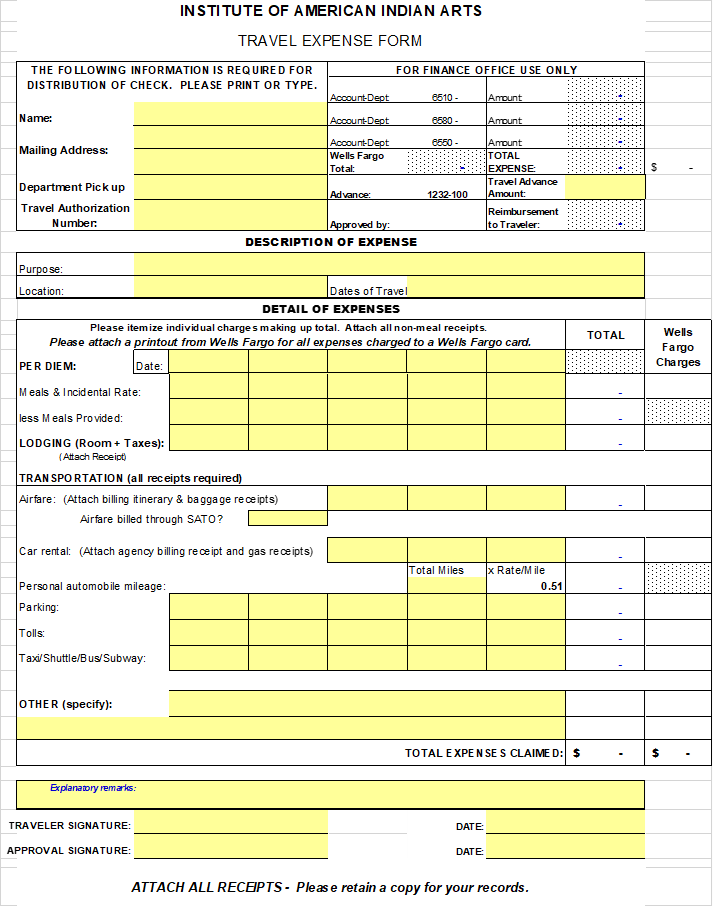 INSTITUTE OF AMERICAN INDIAN ARTS
TRAVEL EXPENSE FORM
THE FOLLOWING INFORMATION IS REQUIRED FOR
DISTRIBUTION OF CHECK. PLEASE PRINT OR TYPE.
FOR FINANCE OFFICE USE ONLY
Account-Dept 6510 - Amount -
Name:
Account-Dept 6580 - Amount -
Account-Dept 6550 - Amount -
Mailing Address:
Wells Fargo
Total: -
TOTAL
EXPENSE: - $ -
Department Pick up
Advance: 1232-100
Travel Advance
Amount:
Travel Authorization
Number:
Approved by:
Reimbursement
to Traveler: -
DESCRIPTION OF EXPENSE
Purpose:
Location: Dates of Travel
DETAIL OF EXPENSES
Please itemize individual charges making up total. Attach all non-meal receipts.
Please attach a printout from Wells Fargo for all expenses charged to a Wells Fargo card.
TOTAL
Wells
Fargo
Charges
PER DIEM: Date:
Meals & Incidental Rate: -
less Meals Provided: -
LODGING (Room + Taxes): -
(Attach Receipt)
TRANSPORTATION (all receipts required)
Airfare: (Attach billing itinerary & baggage receipts) -
Airfare billed through SATO?
Car rental: (Attach agency billing receipt and gas receipts) -
Total Miles x Rate/Mile
Personal automobile mileage: 0.51 -
Parking: -
Tolls: -
Taxi/Shuttle/Bus/Subway: -
OTHER (specify):
TOTAL EXPENSES CLAIMED: $ - $ -
Explanatory remarks:
TRAVELER SIGNATURE: DATE:
APPROVAL SIGNATURE: DATE:
ATTACH ALL RECEIPTS - Please retain a copy for your records.